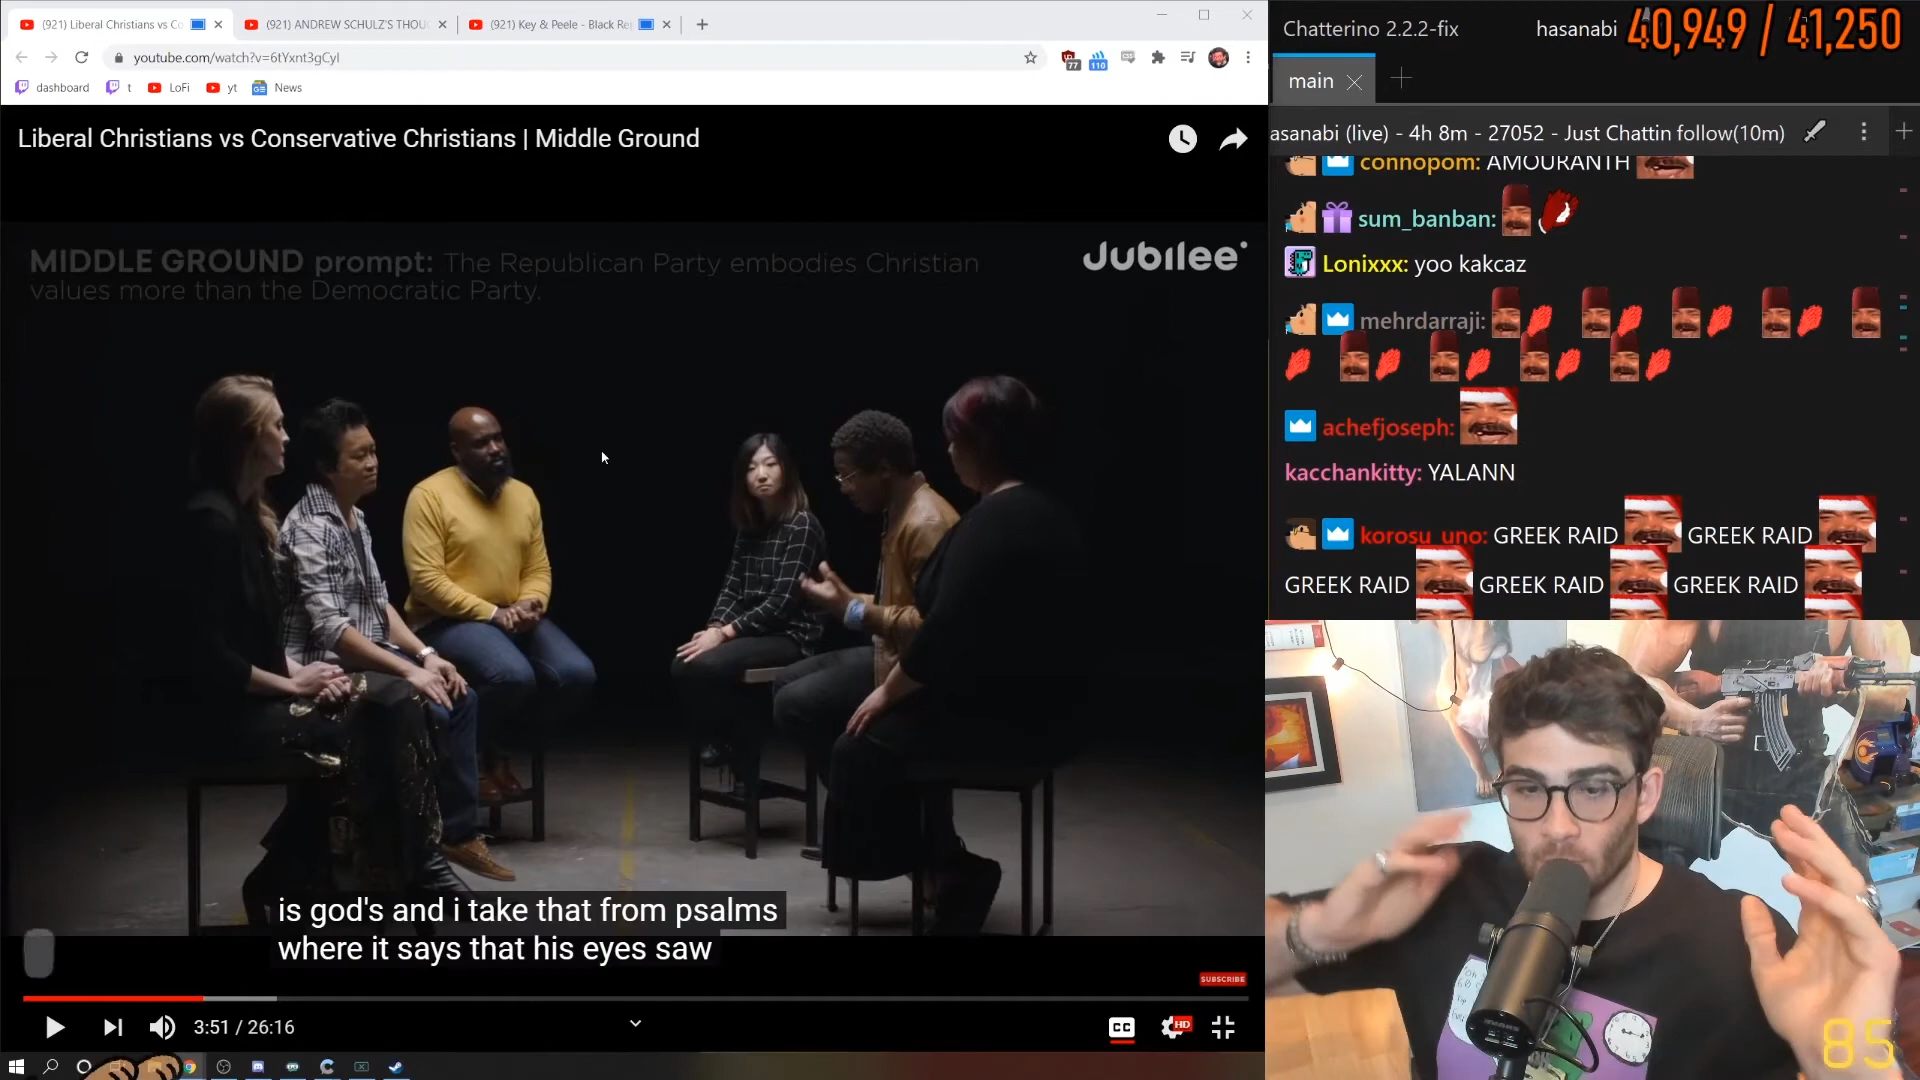 (921) Liberal Christians vs Co
(921) ANDREW SCHULZ'S THOU
(921) Key & Peele - Black Re
youtube.com/watch?v=6tYxnt3gCyI
77
110
dashboard
t
LoFi
yt
News
Liberal Christians vs Conservative Christians | Middle Ground
MIDDLE GROUND prompt: The Republican Party embodies Christian
values more than the Democratic Party.
Jubilee
is god's and i take that from psalms
where it says that his eyes saw
SUBSCRIBE
3:51 / 26:16
CC
HD
Chatterino 2.2.2-fix
hasanabi
40,949 / 41,250
main
asanabi (live) - 4h 8m - 27052 - Just Chattin follow(10m)
connopom: AMOURANTH
sum_banban:
Lonixxx: yoo kakcaz
mehrdarraji:
achefjoseph:
kacchankitty: YALANN
korosu_uno: GREEK RAID GREEK RAID
GREEK RAID GREEK RAID GREEK RAID
85